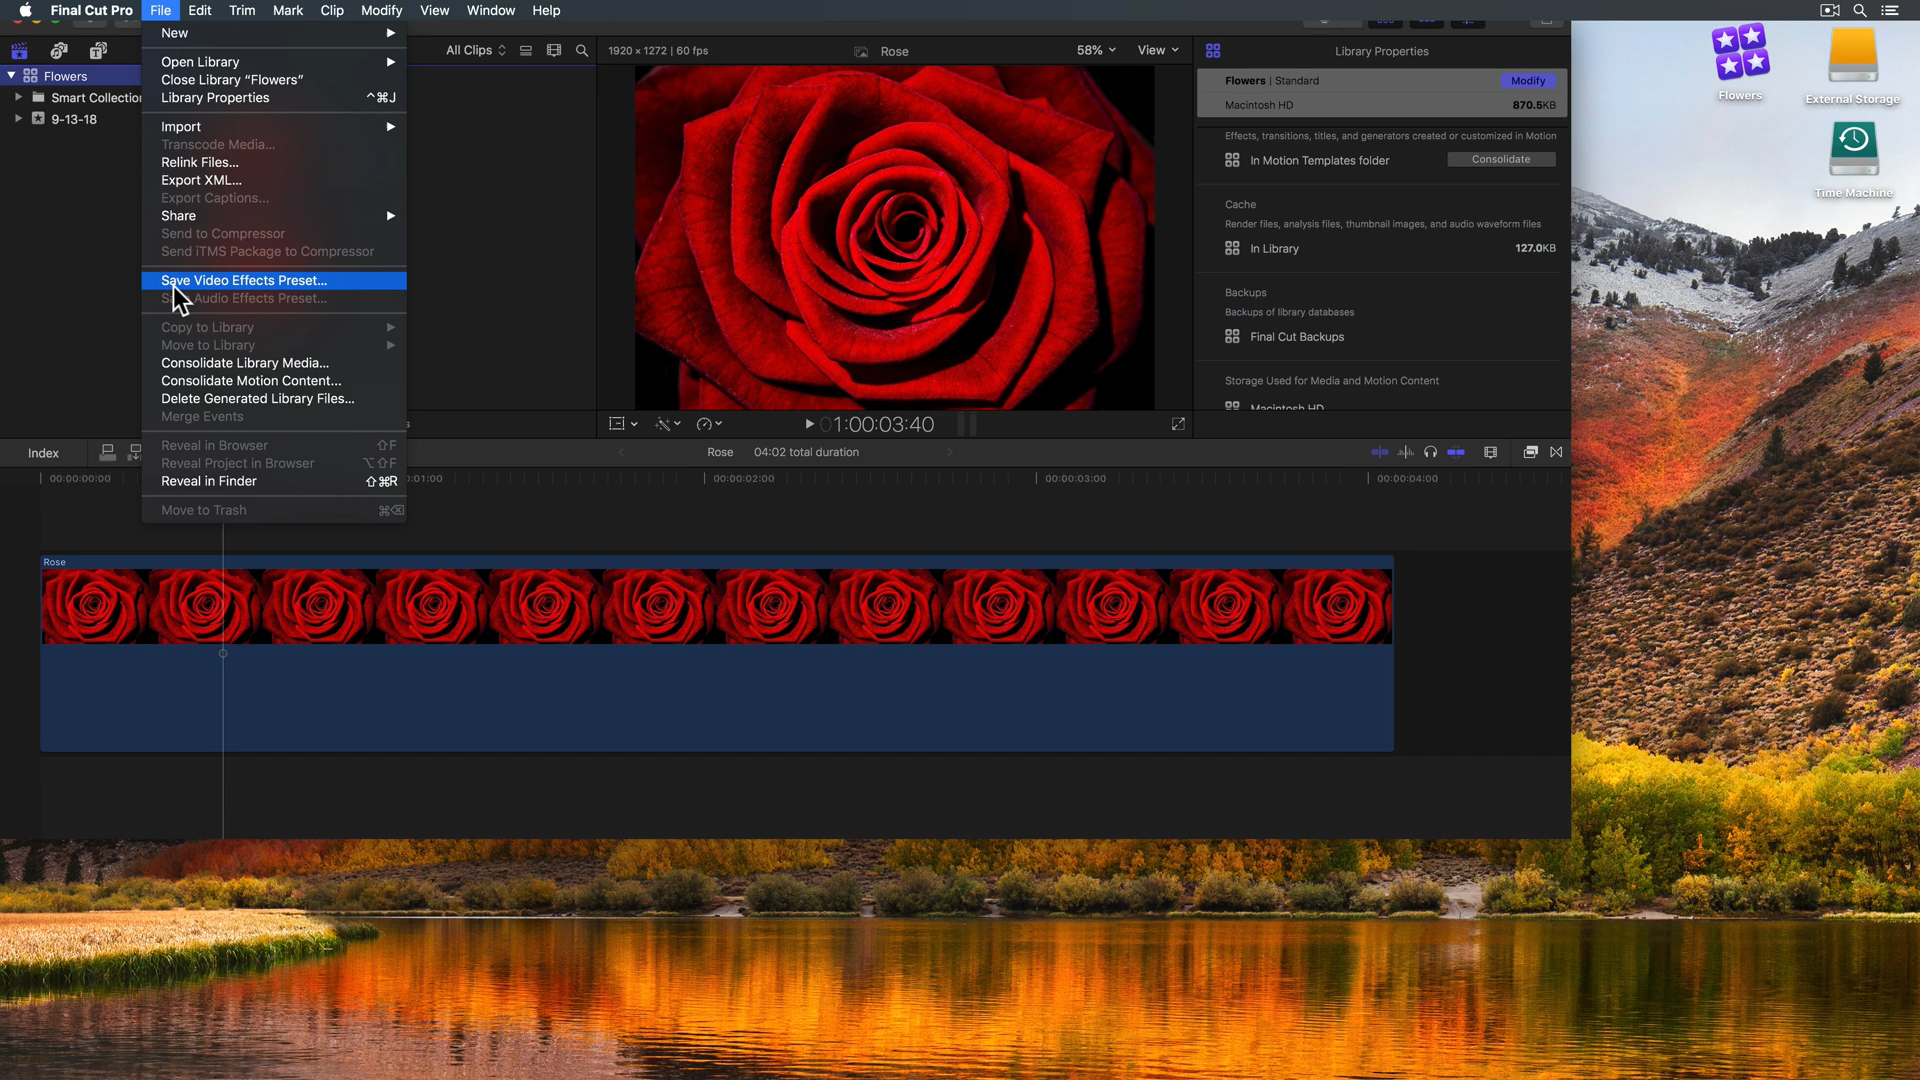 Final Cut Pro File Edit Trim Mark Clip Modify View Window Help
New
Open Library
Close Library “Flowers”
Library Properties ^⌘J
Import
Transcode Media...
Relink Files...
Export XML...
Export Captions...
Share
Send to Compressor
Send iTMS Package to Compressor
Save Video Effects Preset...
Audio Effects Preset...
Copy to Library
Move to Library
Consolidate Library Media...
Consolidate Motion Content...
Delete Generated Library Files...
Merge Events
Reveal in Browser ⇧F
Reveal Project in Browser ⌥⇧F
Reveal in Finder ⇧⌘R
Move to Trash ⌘⌫
Flowers
Smart Collection
9-13-18
All Clips
1920 × 1272 | 60 fps
Rose
58%
View
Library Properties
Flowers | Standard
Modify
Macintosh HD
870.5KB
Effects, transitions, titles, and generators created or customized in Motion
In Motion Templates folder
Consolidate
Cache
Render files, analysis files, thumbnail images, and audio waveform files
In Library
127.0KB
Backups
Backups of library databases
Final Cut Backups
Storage Used for Media and Motion Content
Macintosh HD
01:00:03:40
Index
Rose 04:02 total duration
00:00:00:00
0:01:00
00:00:02:00
00:00:03:00
00:00:04:00
Rose
Flowers
External Storage
Time Machine